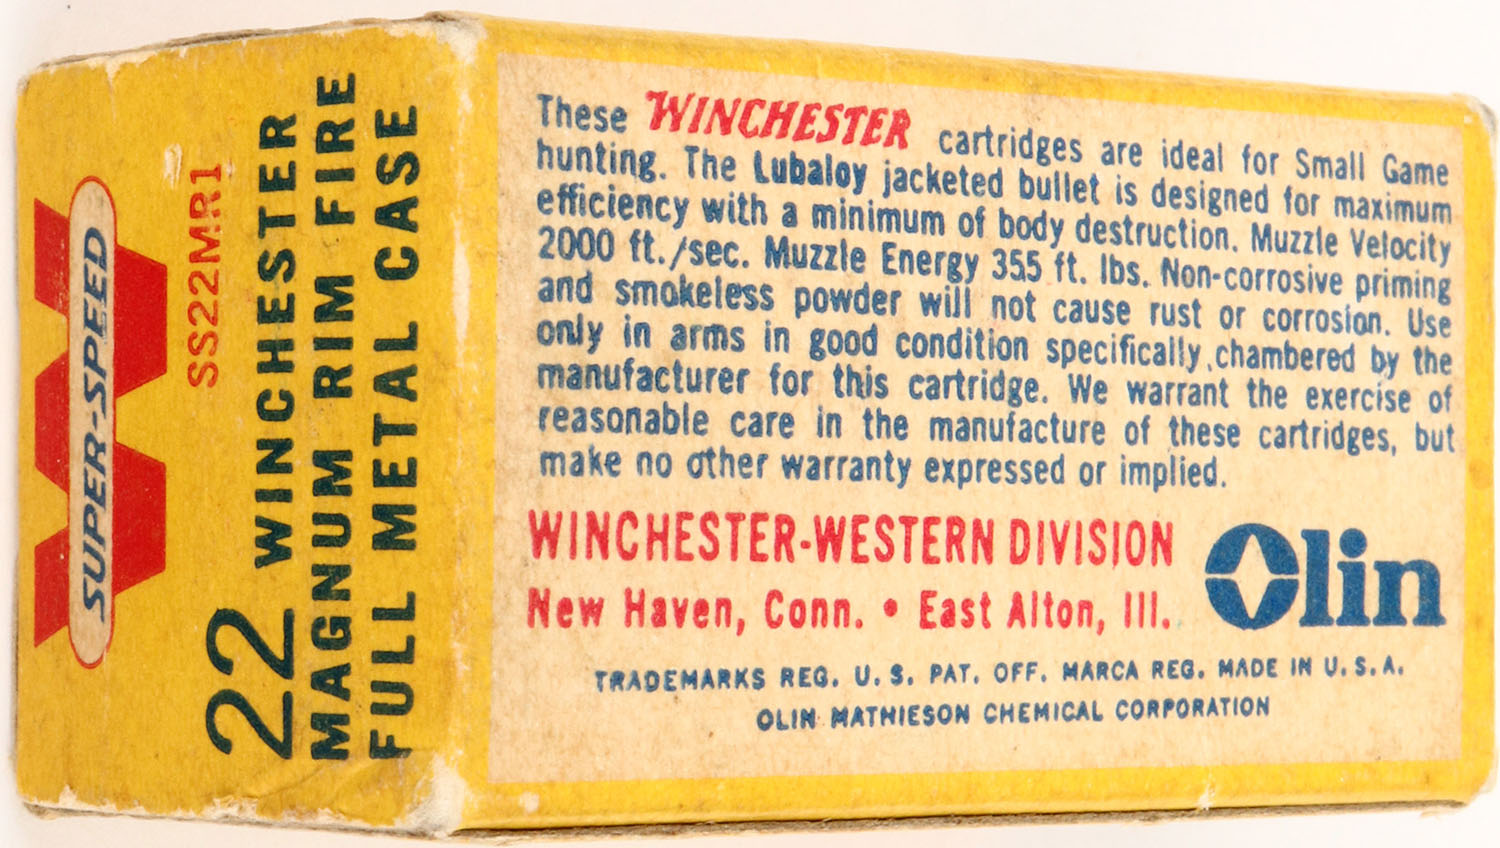 SUPER-SPEED
SS22MR1
22 WINCHESTER
MAGNUM RIM FIRE
FULL METAL CASE
These WINCHESTER cartridges are ideal for Small Game
hunting. The Lubaloy jacketed bullet is designed for maximum
efficiency with a minimum of body destruction. Muzzle Velocity
2000 ft./sec. Muzzle Energy 355 ft. lbs. Non-corrosive priming
and smokeless powder will not cause rust or corrosion. Use
only in arms in good condition specifically chambered by the
manufacturer for this cartridge. We warrant the exercise of
reasonable care in the manufacture of these cartridges, but
make no other warranty expressed or implied.
WINCHESTER-WESTERN DIVISION
New Haven, Conn. • East Alton, Ill.
Olin
TRADEMARKS REG. U. S. PAT. OFF. MARCA REG. MADE IN U. S. A.
OLIN MATHIESON CHEMICAL CORPORATION